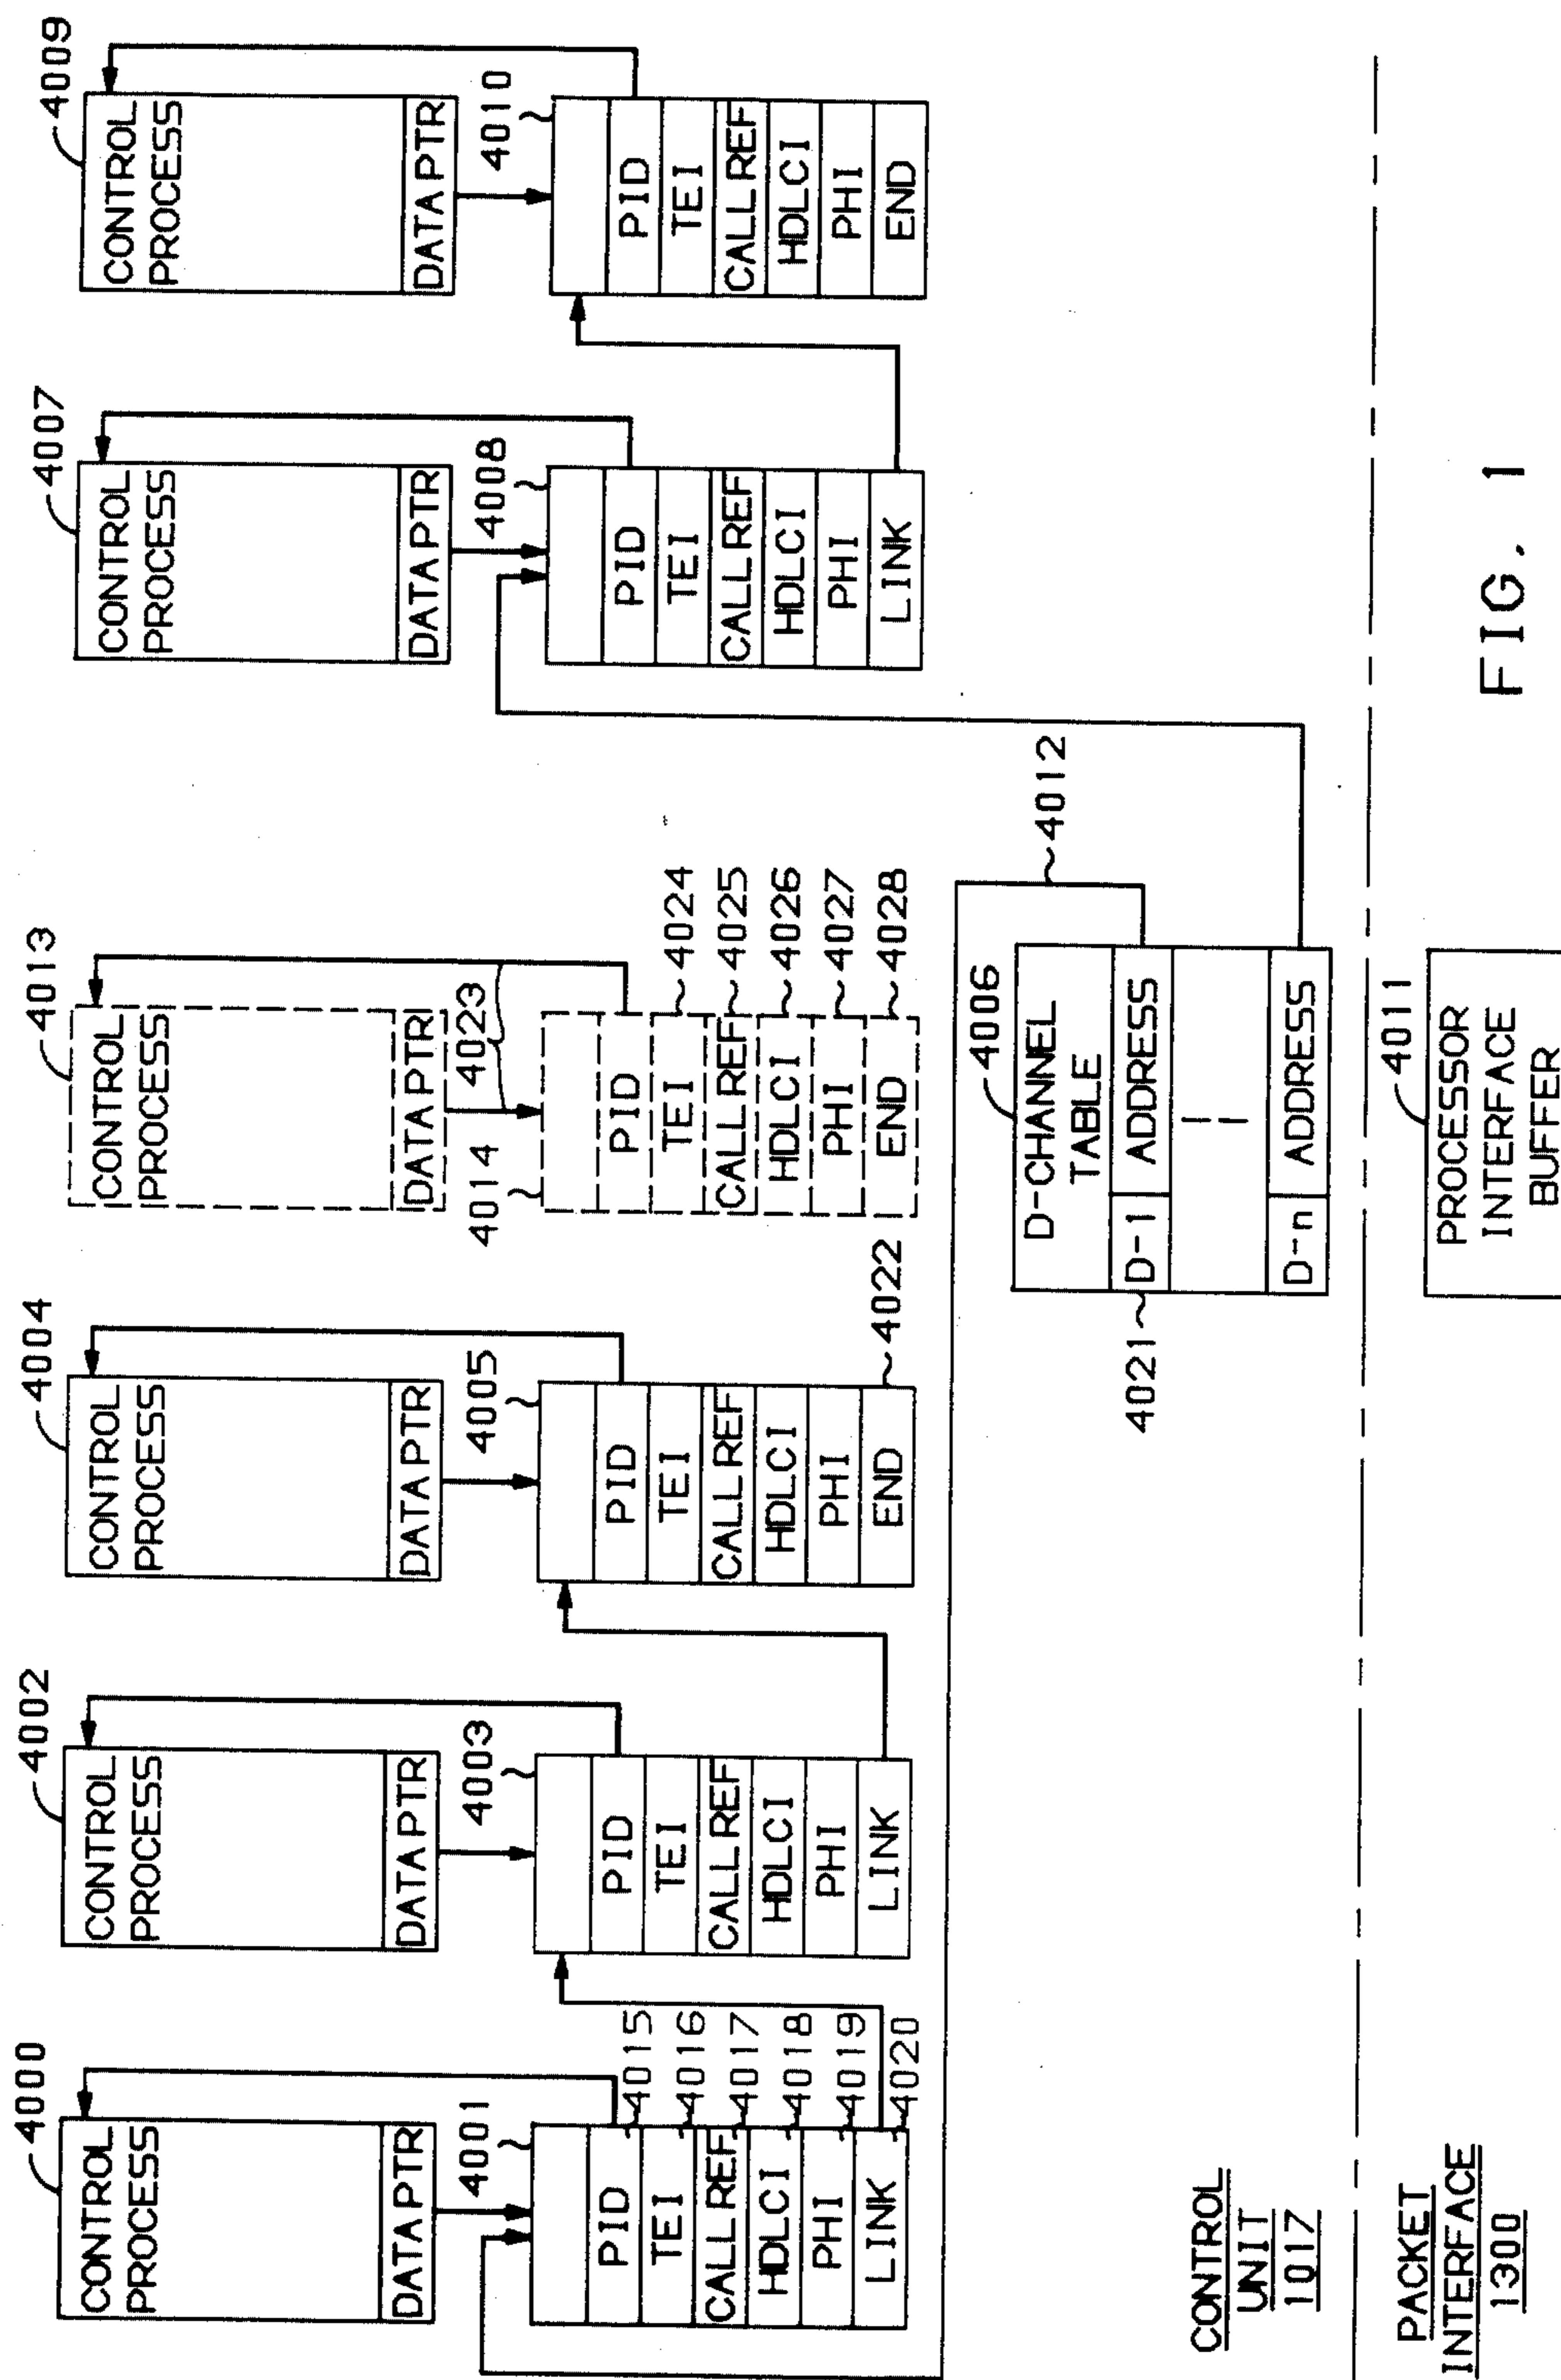 4000
CONTROL
PROCESS
DATA PTR
4001
PID
TEI
CALL REF
HDLCI
PHI
LINK
4015
4016
4017
4018
4019
4020
4002
CONTROL
PROCESS
DATA PTR
4003
PID
TEI
CALL REF
HDLCI
PHI
LINK
4004
CONTROL
PROCESS
DATA PTR
4005
PID
TEI
CALL REF
HDLCI
PHI
END
4022
4013
CONTROL
PROCESS
DATA PTR
4023
4014
PID
TEI
CALL REF
HDLCI
PHI
END
4024
4025
4026
4027
4028
4007
CONTROL
PROCESS
DATA PTR
4008
PID
TEI
CALL REF
HDLCI
PHI
LINK
4009
CONTROL
PROCESS
DATA PTR
4010
PID
TEI
CALL REF
HDLCI
PHI
END
4006
D-CHANNEL
TABLE
4021
D-1 ADDRESS
4012
D-n ADDRESS
CONTROL
UNIT
1017
PACKET
INTERFACE
1300
4011
PROCESSOR
INTERFACE
BUFFER
FIG. 1